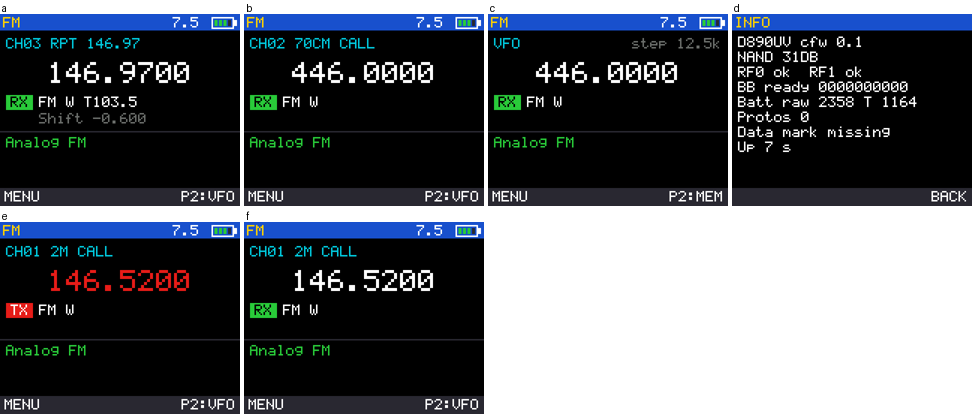 a
FM 7.5
CH03 RPT 146.97
146.9700
RX FM W T103.5
Shift -0.600
Analog FM
MENU P2:VFO
b
FM 7.5
CH02 70CM CALL
446.0000
RX FM W
Analog FM
MENU P2:VFO
c
FM 7.5
VFO step 12.5k
446.0000
RX FM W
Analog FM
MENU P2:MEM
d
INFO
D890UV cfw 0.1
NAND 31DB
RF0 ok RF1 ok
BB ready 0000000000
Batt raw 2358 T 1164
Protos 0
Data mark missing
Up 7 s
BACK
e
FM 7.5
CH01 2M CALL
146.5200
TX FM W
Analog FM
MENU P2:VFO
f
FM 7.5
CH01 2M CALL
146.5200
RX FM W
Analog FM
MENU P2:VFO